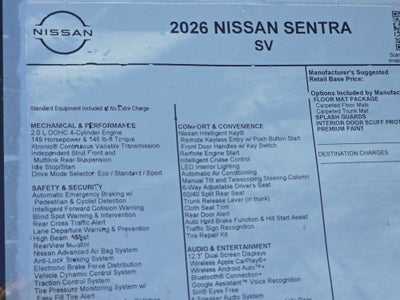 NISSAN
2026 NISSAN SENTRA
SV
Manufacturer's Suggested
Retail Base Price:
Standard Equipment Included At No Extra Charge
MECHANICAL & PERFORMANCE
2.0 L DOHC 4-Cylinder Engine
149 Horsepower & 146 lb-ft Torque
Xtronic® Continuous Variable Transmission
Independent Strut Front and
Multilink Rear Suspension
Idle Stop/Start
Drive Mode Selector: Eco / Standard / Sport
SAFETY & SECURITY
Automatic Emergency Braking w/
Pedestrian & Cyclist Detection
Intelligent Forward Collision Warning
Blind Spot Warning & Intervention
Rear Cross Traffic Alert
Lane Departure Warning & Prevention
High Beam Assist
RearView Monitor
Nissan Advanced Air Bag System
Anti-Lock Braking System
Electronic Brake Force Distribution
Vehicle Dynamic Control
Traction Control System
Tire Pressure Monitoring System w/
Easy Fill Tire Alert
COMFORT & CONVENIENCE
Nissan Intelligent Key®
Remote Keyless Entry w/ Push Button Start
Front Door Handles w/ Key Switch
Remote Engine Start
Intelligent Cruise Control
LED Interior Lighting
Automatic Air Conditioning
Manual Tilt and Telescoping Steering Column
6-Way Adjustable Driver's Seat
60/40 Split Rear Seat
Trunk Release Lever (in trunk)
Cloth Seat Trim
Rear Door Alert
Auto Hold Brake Function & Hill Start Assist
Traffic Sign Recognition
Tire Repair Kit
AUDIO & ENTERTAINMENT
12.3" Dual Screen Displays
Wireless Apple CarPlay®
Wireless Android Auto™
Bluetooth® Connection
Google Assistant™ Voice Recognition
Siri® Eyes Free
Speaker Audio System
Options Included by Manufac
FLOOR MAT PACKAGE
Carpeted Floor Mats
Carpeted Trunk Mat
SPLASH GUARDS
INTERIOR DOOR SCUFF PROT
PREMIUM PAINT
DESTINATION CHARGES